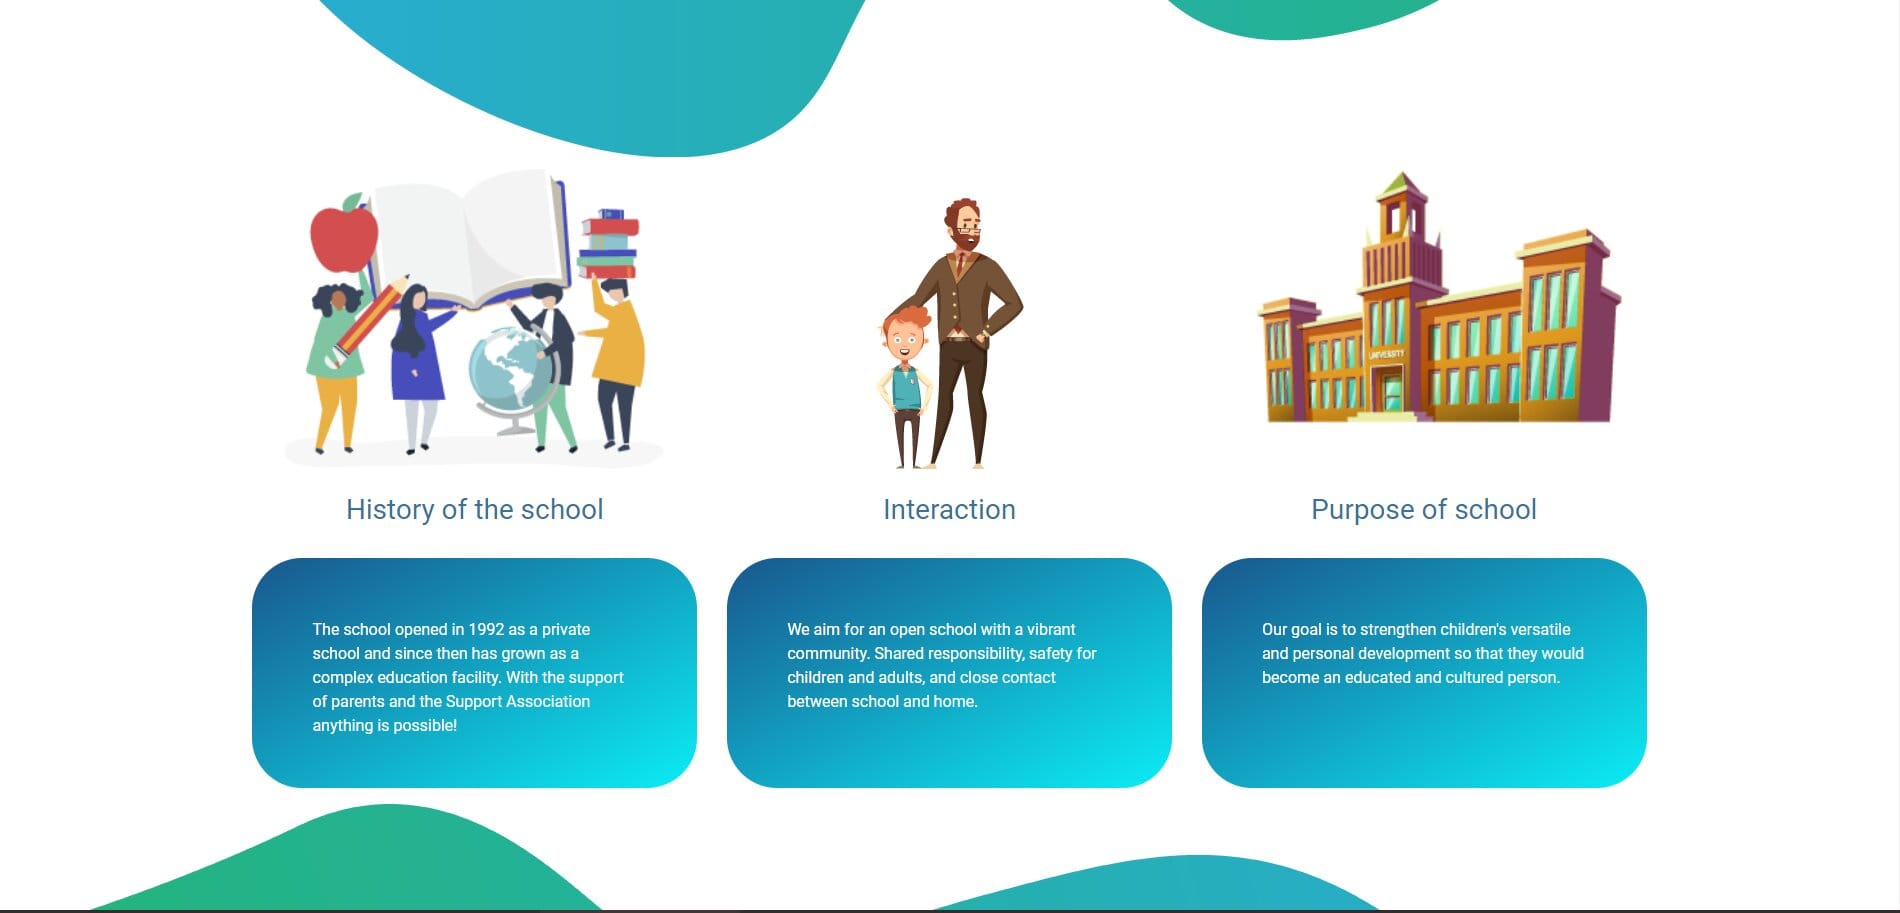 UNIVERSITY
History of the school
The school opened in 1992 as a private
school and since then has grown as a
complex education facility. With the support
of parents and the Support Association
anything is possible!
Interaction
We aim for an open school with a vibrant
community. Shared responsibility, safety for
children and adults, and close contact
between school and home.
Purpose of school
Our goal is to strengthen children's versatile
and personal development so that they would
become an educated and cultured person.